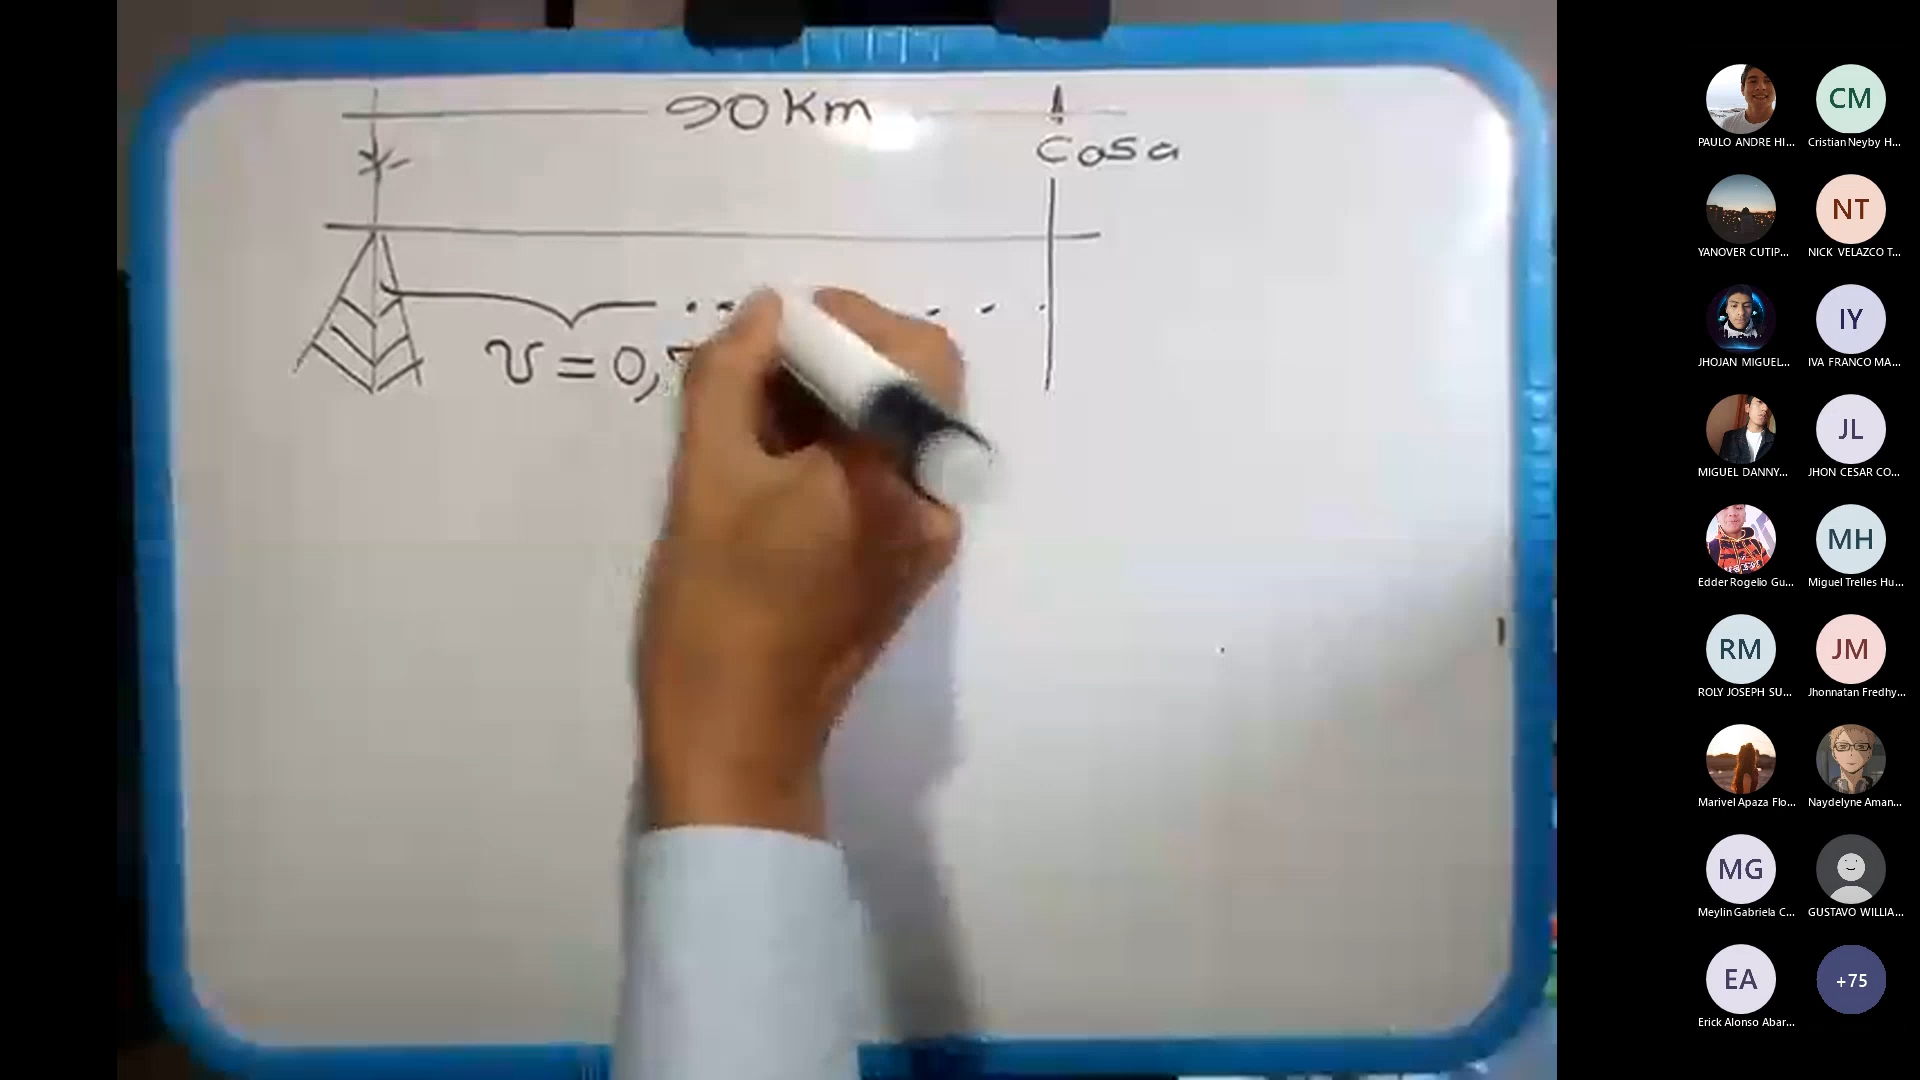 90 Km
Casa
v = 0,
PAULO ANDRE HI...
CM
Cristian Neyby H...
YANOVER CUTIP...
NT
NICK VELAZCO T...
JHOJAN MIGUEL...
IY
IVA FRANCO MA...
MIGUEL DANNY...
JL
JHON CESAR CO...
Edder Rogelio Gu...
MH
Miguel Trelles Hu...
RM
ROLY JOSEPH SU...
JM
Jhonnatan Fredhy...
Marivel Apaza Flo...
Naydelyne Aman...
MG
Meylin Gabriela C...
GUSTAVO WILLIA...
EA
Erick Alonso Abar...
+75